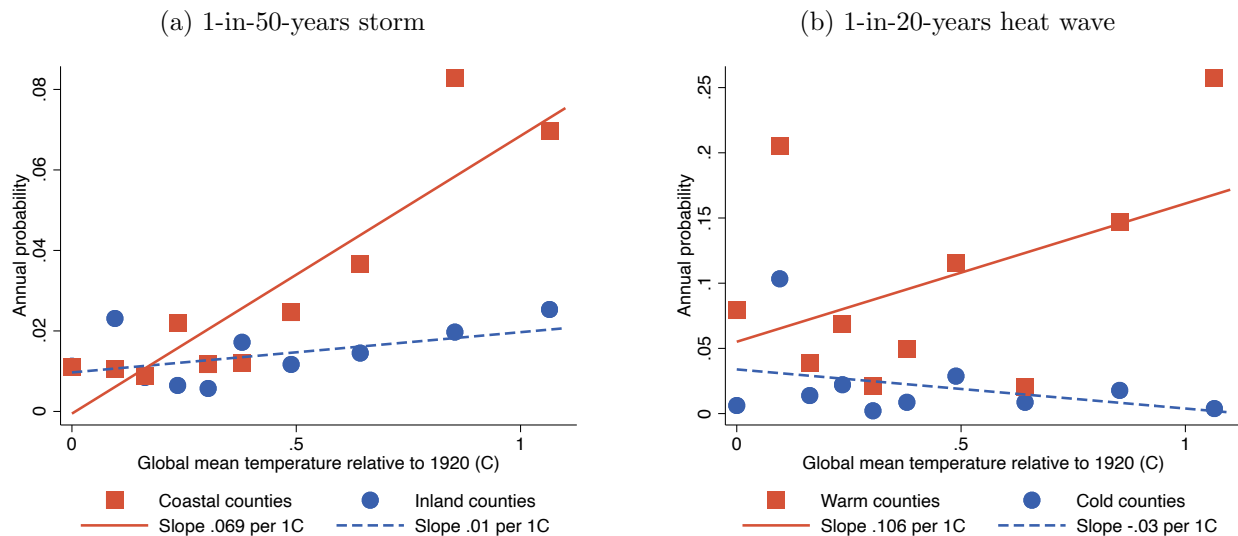 (a) 1-in-50-years storm
Annual probability
.08
.06
.04
.02
0
0
.5
1
Global mean temperature relative to 1920 (C)
Coastal counties
Inland counties
Slope .069 per 1C
Slope .01 per 1C
(b) 1-in-20-years heat wave
Annual probability
.25
.2
.15
.1
.05
0
0
.5
1
Global mean temperature relative to 1920 (C)
Warm counties
Cold counties
Slope .106 per 1C
Slope -.03 per 1C